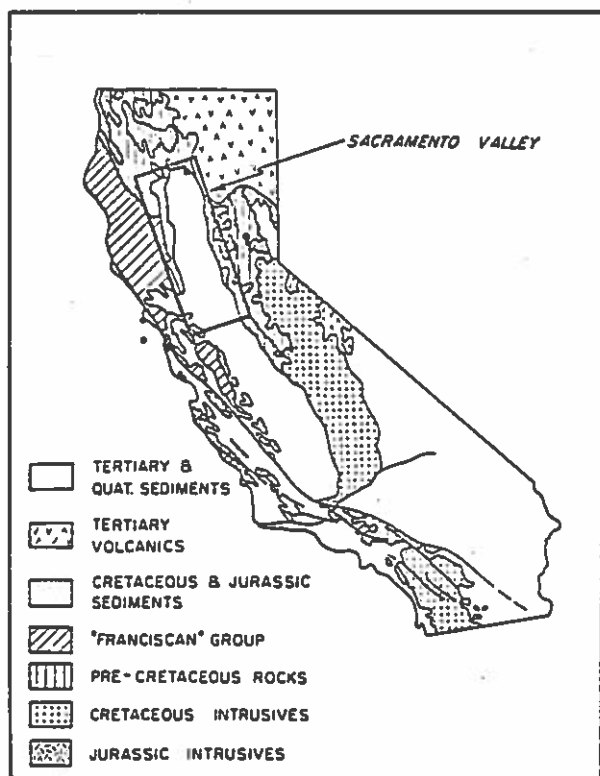 SACRAMENTO VALLEY
TERTIARY &
QUAT. SEDIMENTS
TERTIARY
VOLCANICS
CRETACEOUS & JURASSIC
SEDIMENTS
"FRANCISCAN" GROUP
PRE-CRETACEOUS ROCKS
CRETACEOUS INTRUSIVES
JURASSIC INTRUSIVES